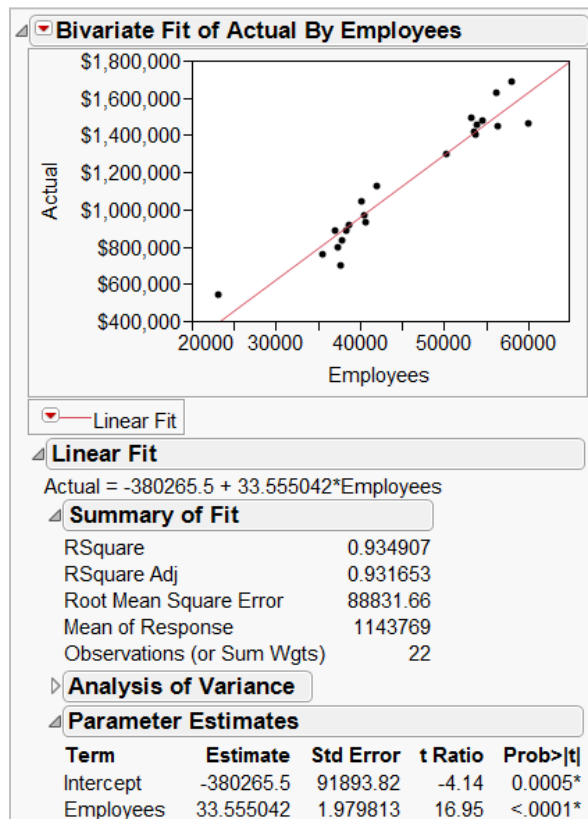 Bivariate Fit of Actual By Employees
$1,800,000
$1,600,000
$1,400,000
$1,200,000
$1,000,000
$800,000
$600,000
$400,000
Actual
20000 30000 40000 50000 60000
Employees
Linear Fit
Linear Fit
Actual = -380265.5 + 33.555042*Employees
Summary of Fit
RSquare 0.934907
RSquare Adj 0.931653
Root Mean Square Error 88831.66
Mean of Response 1143769
Observations (or Sum Wgts) 22
Analysis of Variance
Parameter Estimates
Term Estimate Std Error t Ratio Prob>|t|
Intercept -380265.5 91893.82 -4.14 0.0005*
Employees 33.555042 1.979813 16.95 <.0001*